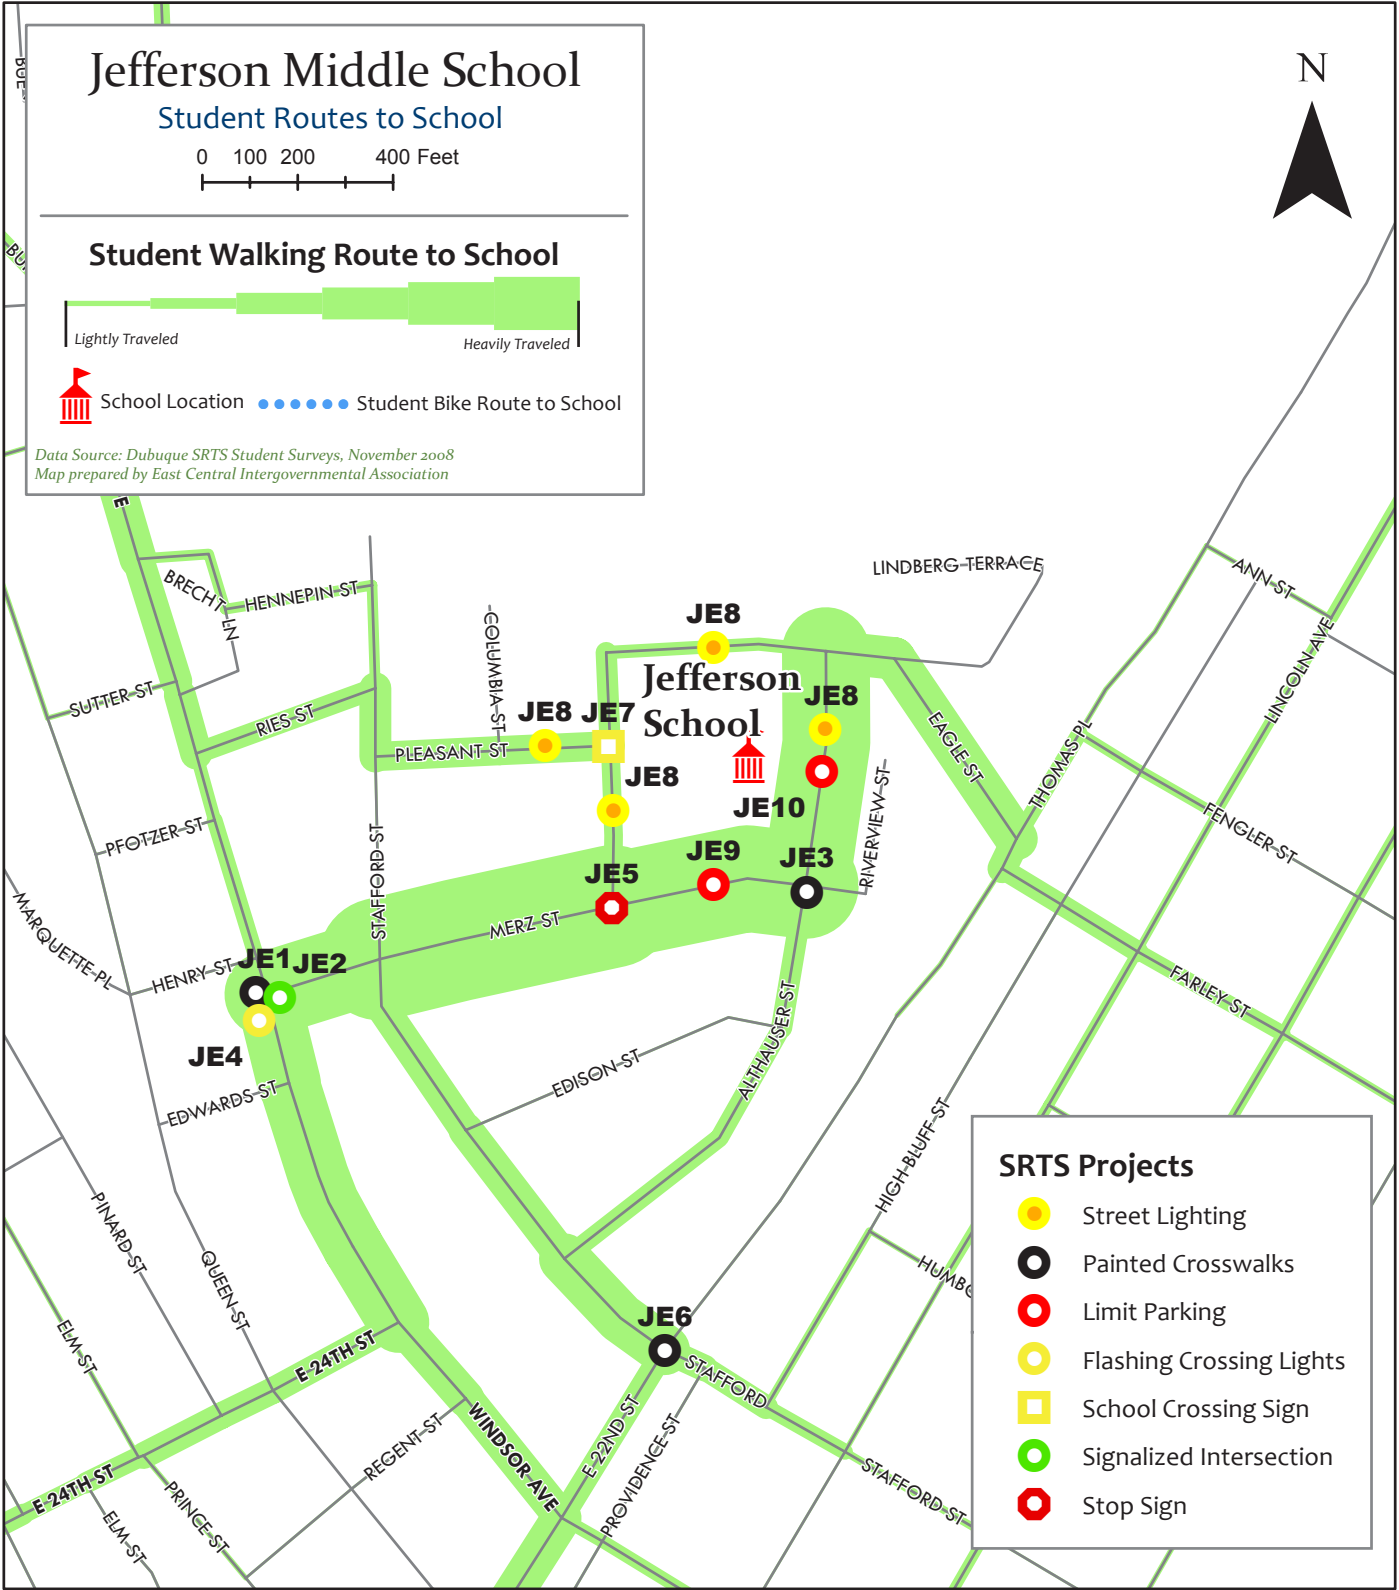 Jefferson Middle School
Student Routes to School
0 100 200 400 Feet
Student Walking Route to School
Lightly Traveled
Heavily Traveled
School Location
Student Bike Route to School
Data Source: Dubuque SRTS Student Surveys, November 2008
Map prepared by East Central Intergovernmental Association
N
E
BRECHT LN
HENNEPIN ST
SUTTER ST
RIES ST
COLUMBIA ST
PLEASANT ST
LINDBERG TERRACE
ANN ST
LINCOLN AVE
JE8
Jefferson
School
JE8
JE8
JE7
JE8
JE10
EAGLE ST
THOMAS PL
RIVERVIEW ST
FENGLER ST
PFOTZER ST
STAFFORD ST
JE9
JE3
JE5
MERZ ST
MARQUETTE PL
HENRY ST
JE1
JE2
JE4
FARLEY ST
EDISON ST
ALTHAUSER ST
EDWARDS ST
HIGH BLUFF ST
PINARD ST
QUEEN ST
ELM ST
E 24TH ST
JE6
STAFFORD
E 22ND ST
PROVIDENCE ST
REGENT ST
WINDSOR AVE
STAFFORD ST
E 24TH ST
ELM ST
PRINCE ST
SRTS Projects
Street Lighting
Painted Crosswalks
Limit Parking
Flashing Crossing Lights
School Crossing Sign
Signalized Intersection
Stop Sign